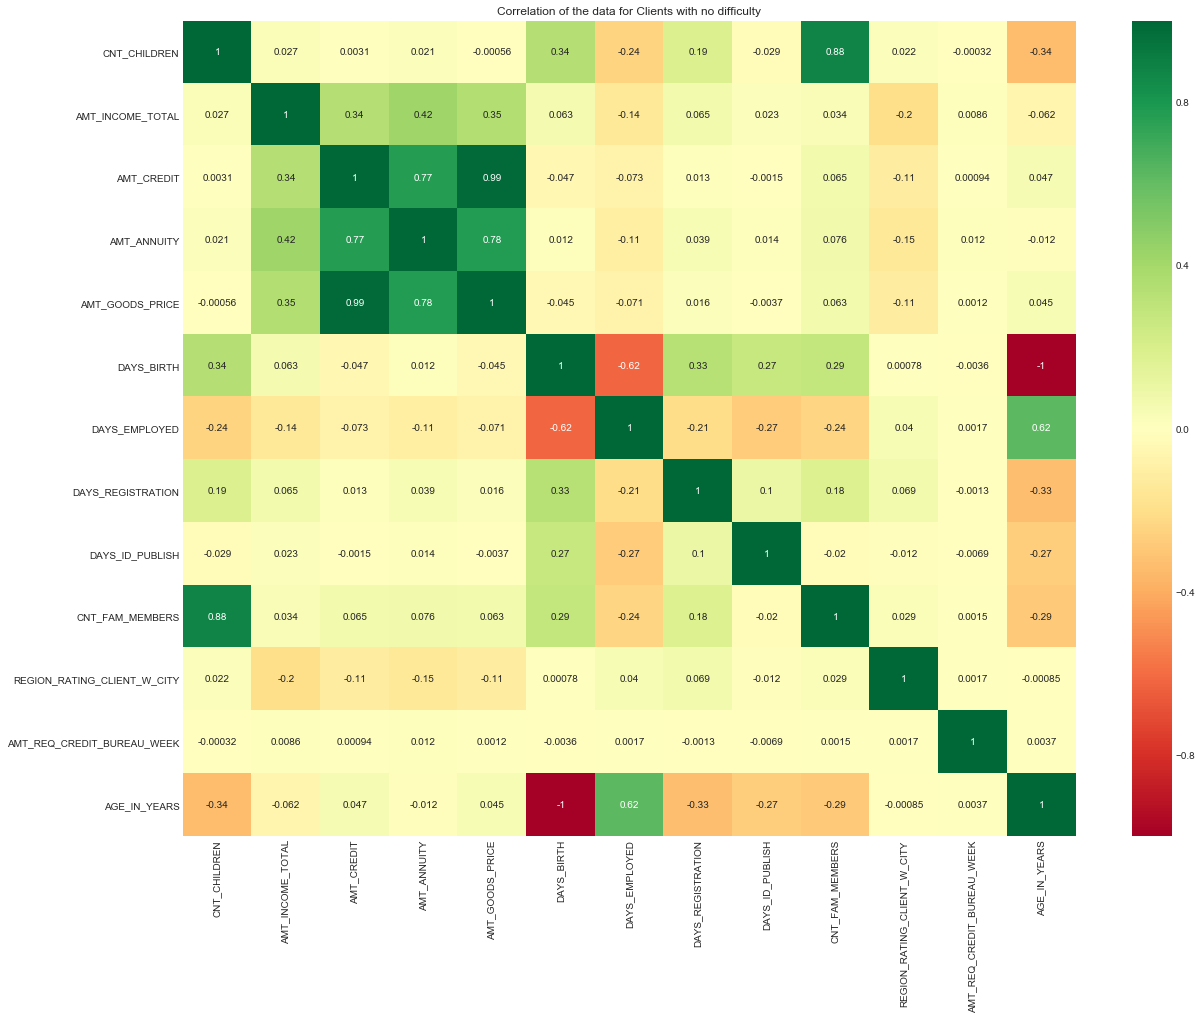 Correlation of the data for Clients with no difficulty
CNT_CHILDREN 1 0.027 0.0031 0.021 -0.00056 0.34 -0.24 0.19 -0.029 0.88 0.022 -0.00032 -0.34
AMT_INCOME_TOTAL 0.027 1 0.34 0.42 0.35 0.063 -0.14 0.065 0.023 0.034 -0.2 0.0086 -0.062
0.8
AMT_CREDIT 0.0031 0.34 1 0.77 0.99 -0.047 -0.073 0.013 -0.0015 0.065 -0.11 0.00094 0.047
AMT_ANNUITY 0.021 0.42 0.77 1 0.78 0.012 -0.11 0.039 0.014 0.076 -0.15 0.012 -0.012
0.4
AMT_GOODS_PRICE -0.00056 0.35 0.99 0.78 1 -0.045 -0.071 0.016 -0.0037 0.063 -0.11 0.0012 0.045
DAYS_BIRTH 0.34 0.063 -0.047 0.012 -0.045 1 -0.62 0.33 0.27 0.29 0.00078 -0.0036 -1
DAYS_EMPLOYED -0.24 -0.14 -0.073 -0.11 -0.071 -0.62 1 -0.21 -0.27 -0.24 0.04 0.0017 0.62
0.0
DAYS_REGISTRATION 0.19 0.065 0.013 0.039 0.016 0.33 -0.21 1 0.1 0.18 0.069 -0.0013 -0.33
DAYS_ID_PUBLISH -0.029 0.023 -0.0015 0.014 -0.0037 0.27 -0.27 0.1 1 -0.02 -0.012 -0.0069 -0.27
−0.4
CNT_FAM_MEMBERS 0.88 0.034 0.065 0.076 0.063 0.29 -0.24 0.18 -0.02 1 0.029 0.0015 -0.29
REGION_RATING_CLIENT_W_CITY 0.022 -0.2 -0.11 -0.15 -0.11 0.00078 0.04 0.069 -0.012 0.029 1 0.0017 -0.00085
AMT_REQ_CREDIT_BUREAU_WEEK -0.00032 0.0086 0.00094 0.012 0.0012 -0.0036 0.0017 -0.0013 -0.0069 0.0015 0.0017 1 0.0037
−0.8
AGE_IN_YEARS -0.34 -0.062 0.047 -0.012 0.045 -1 0.62 -0.33 -0.27 -0.29 -0.00085 0.0037 1
CNT_CHILDREN
AMT_INCOME_TOTAL
AMT_CREDIT
AMT_ANNUITY
AMT_GOODS_PRICE
DAYS_BIRTH
DAYS_EMPLOYED
DAYS_REGISTRATION
DAYS_ID_PUBLISH
CNT_FAM_MEMBERS
REGION_RATING_CLIENT_W_CITY
AMT_REQ_CREDIT_BUREAU_WEEK
AGE_IN_YEARS